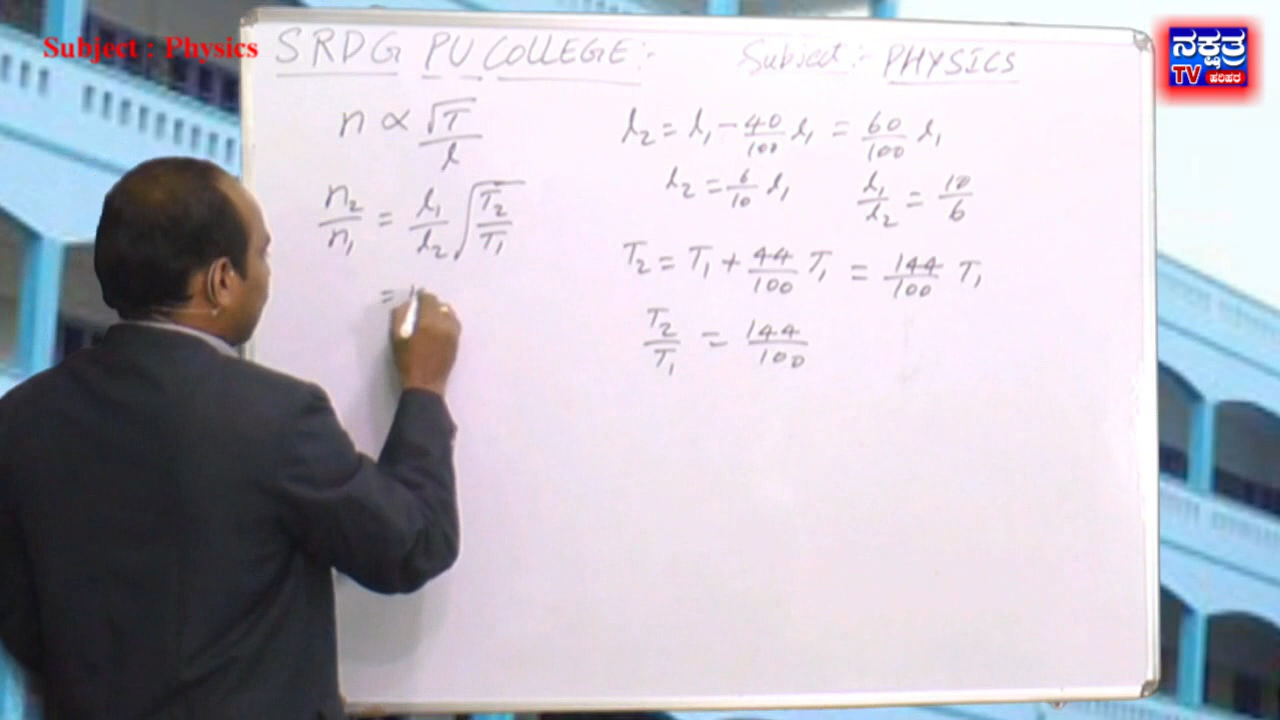 Subject : Physics
SRDG PU COLLEGE :-
Subject :- PHYSICS
ನಕ್ಷತ್ರ
TV ಹರಿಹರ
n ∝ √T / l
n₂/n₁ = l₁/l₂ √(T₂/T₁)
=
l₂ = l₁ - 40/100 l₁ = 60/100 l₁
l₂ = 6/10 l₁ l₁/l₂ = 10/6
T₂ = T₁ + 44/100 T₁ = 144/100 T₁
T₂/T₁ = 144/100